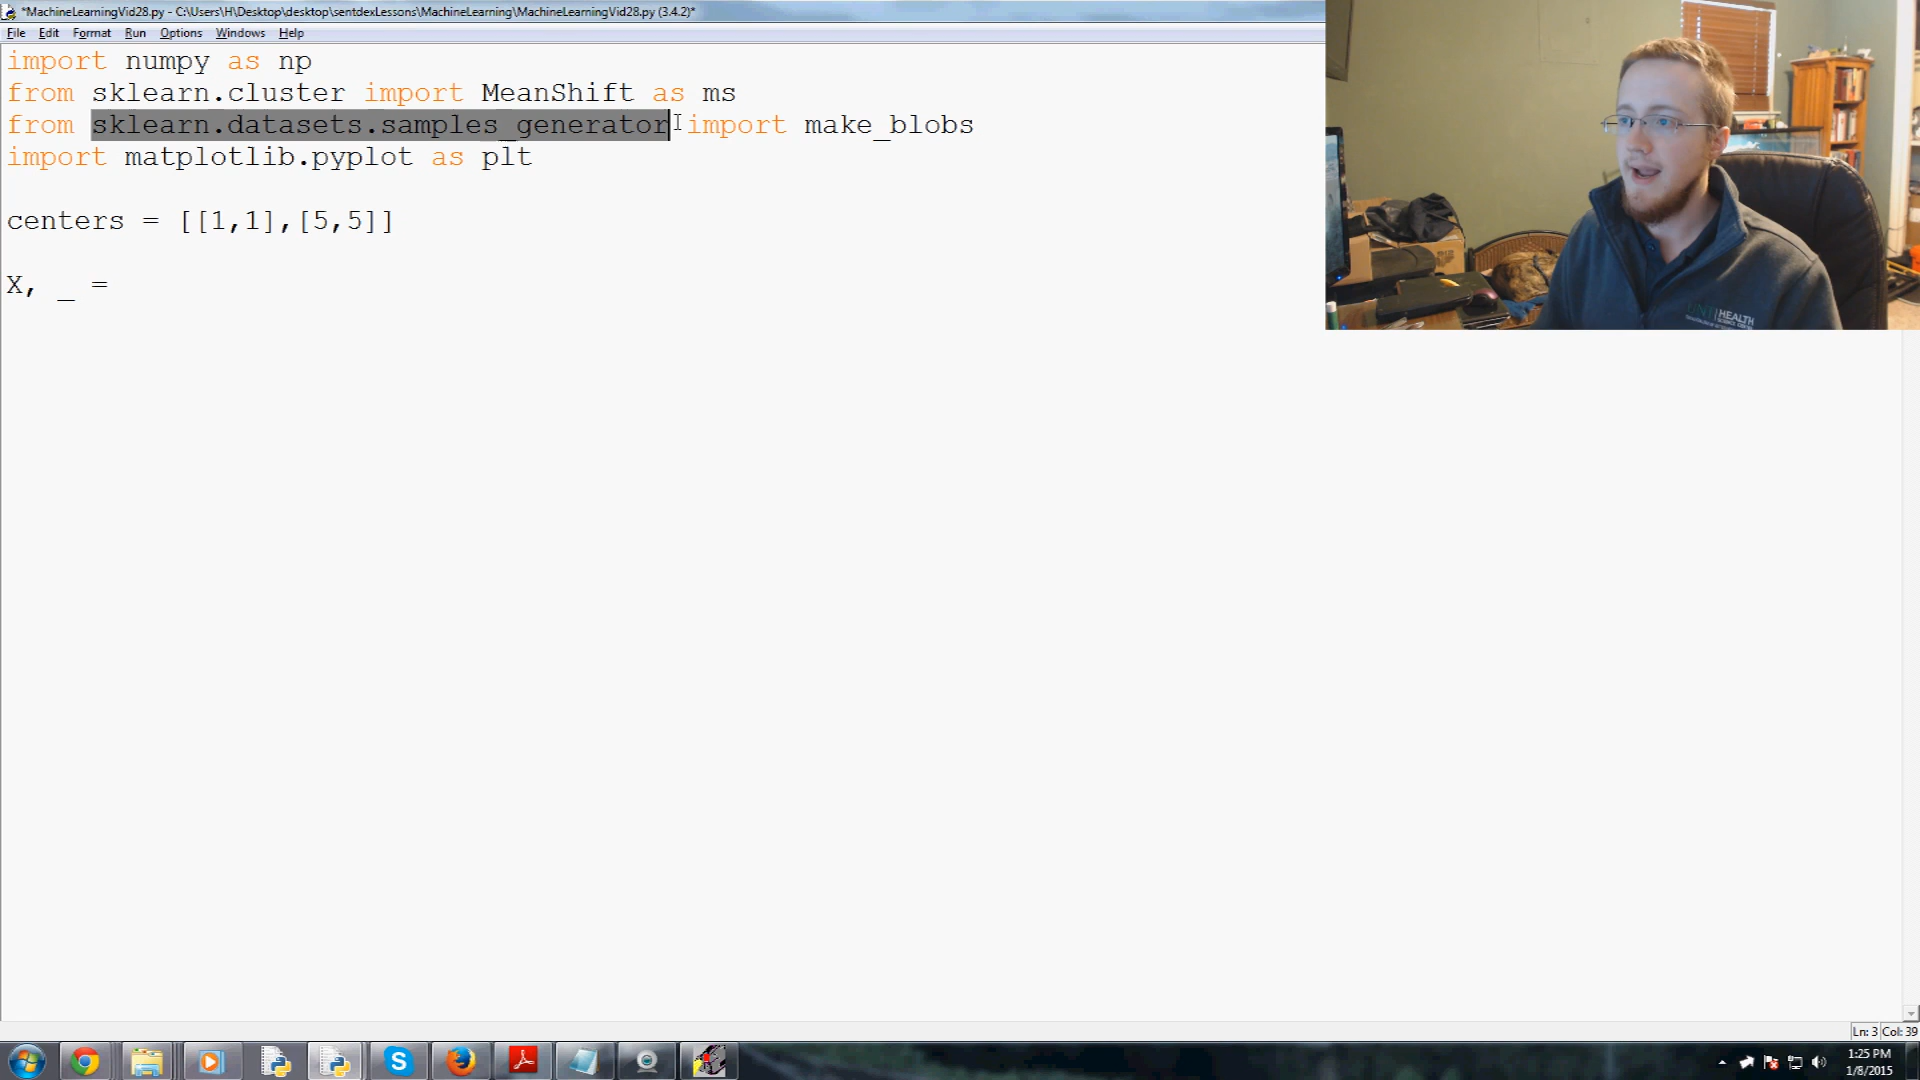 *MachineLearningVid28.py - C:\Users\H\Desktop\desktop\sentdexLessons\MachineLearning\MachineLearningVid28.py (3.4.2)*
File Edit Format Run Options Windows Help
import numpy as np
from sklearn.cluster import MeanShift as ms
from sklearn.datasets.samples_generator import make_blobs
import matplotlib.pyplot as plt
centers = [[1,1],[5,5]]
X, _ =
HEALTH
Ln: 3 Col: 39
1:25 PM
1/8/2015